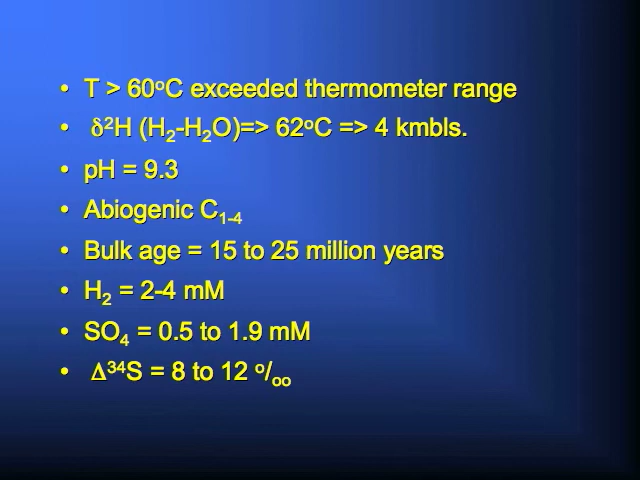 • T > 60°C exceeded thermometer range
• δ²H (H₂-H₂O)=> 62°C => 4 kmbls.
• pH = 9.3
• Abiogenic C₁₋₄
• Bulk age = 15 to 25 million years
• H₂ = 2-4 mM
• SO₄ = 0.5 to 1.9 mM
• Δ³⁴S = 8 to 12 º/ₒₒ